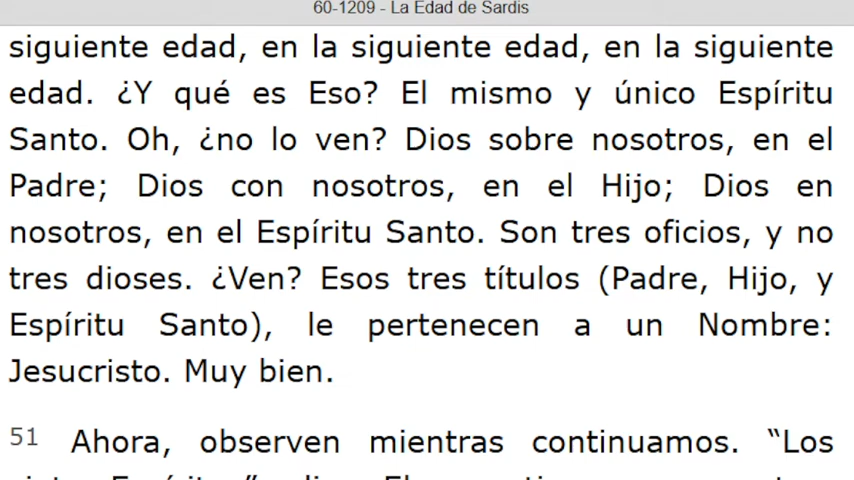 60-1209 - La Edad de Sardis
siguiente edad, en la siguiente edad, en la siguiente
edad. ¿Y qué es Eso? El mismo y único Espíritu
Santo. Oh, ¿no lo ven? Dios sobre nosotros, en el
Padre; Dios con nosotros, en el Hijo; Dios en
nosotros, en el Espíritu Santo. Son tres oficios, y no
tres dioses. ¿Ven? Esos tres títulos (Padre, Hijo, y
Espíritu Santo), le pertenecen a un Nombre:
Jesucristo. Muy bien.
51 Ahora, observen mientras continuamos. “Los